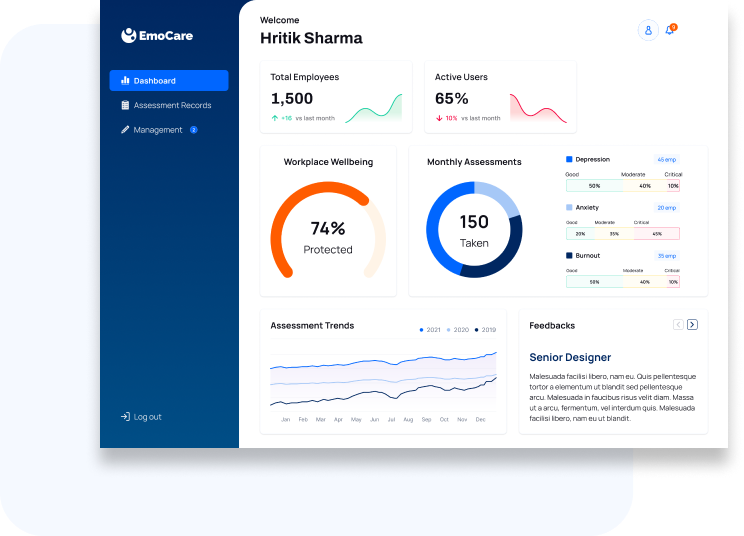 EmoCare
Dashboard
Assessment Records
Management 2
Log out
Welcome
Hritik Sharma
9
Total Employees
1,500
+16 vs last month
Active Users
65%
10% vs last month
Workplace Wellbeing
74%
Protected
Monthly Assessments
150
Taken
Depression 45 emp
Good Moderate Critical
50% 40% 10%
Anxiety 20 emp
Good Moderate Critical
20% 35% 45%
Burnout 35 emp
Good Moderate Critical
50% 40% 10%
Assessment Trends
2021 2020 2019
Jan Feb Mar Apr May Jun Jul Aug Sep Oct Nov Dec
Feedbacks
Senior Designer
Malesuada facilisi libero, nam eu. Quis pellentesque
tortor a elementum ut blandit sed pellentesque
arcu. Malesuada in faucibus risus velit diam. Massa
ut a arcu, fermentum, vel interdum quis. Malesuada
facilisi libero, nam eu ut blandit.